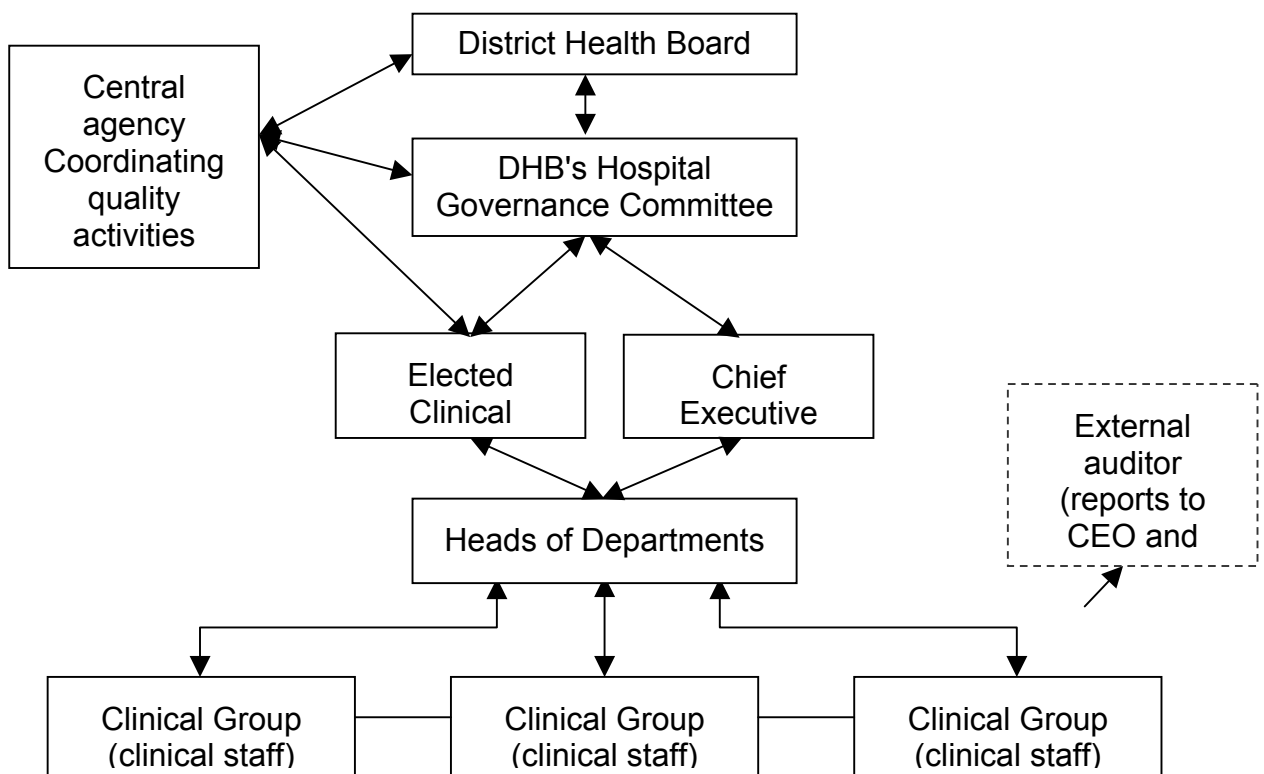 District Health Board
Central
agency
Coordinating
quality
activities
DHB's Hospital
Governance Committee
Elected
Clinical
Chief
Executive
External
auditor
(reports to
CEO and
Heads of Departments
Clinical Group
(clinical staff)
Clinical Group
(clinical staff)
Clinical Group
(clinical staff)